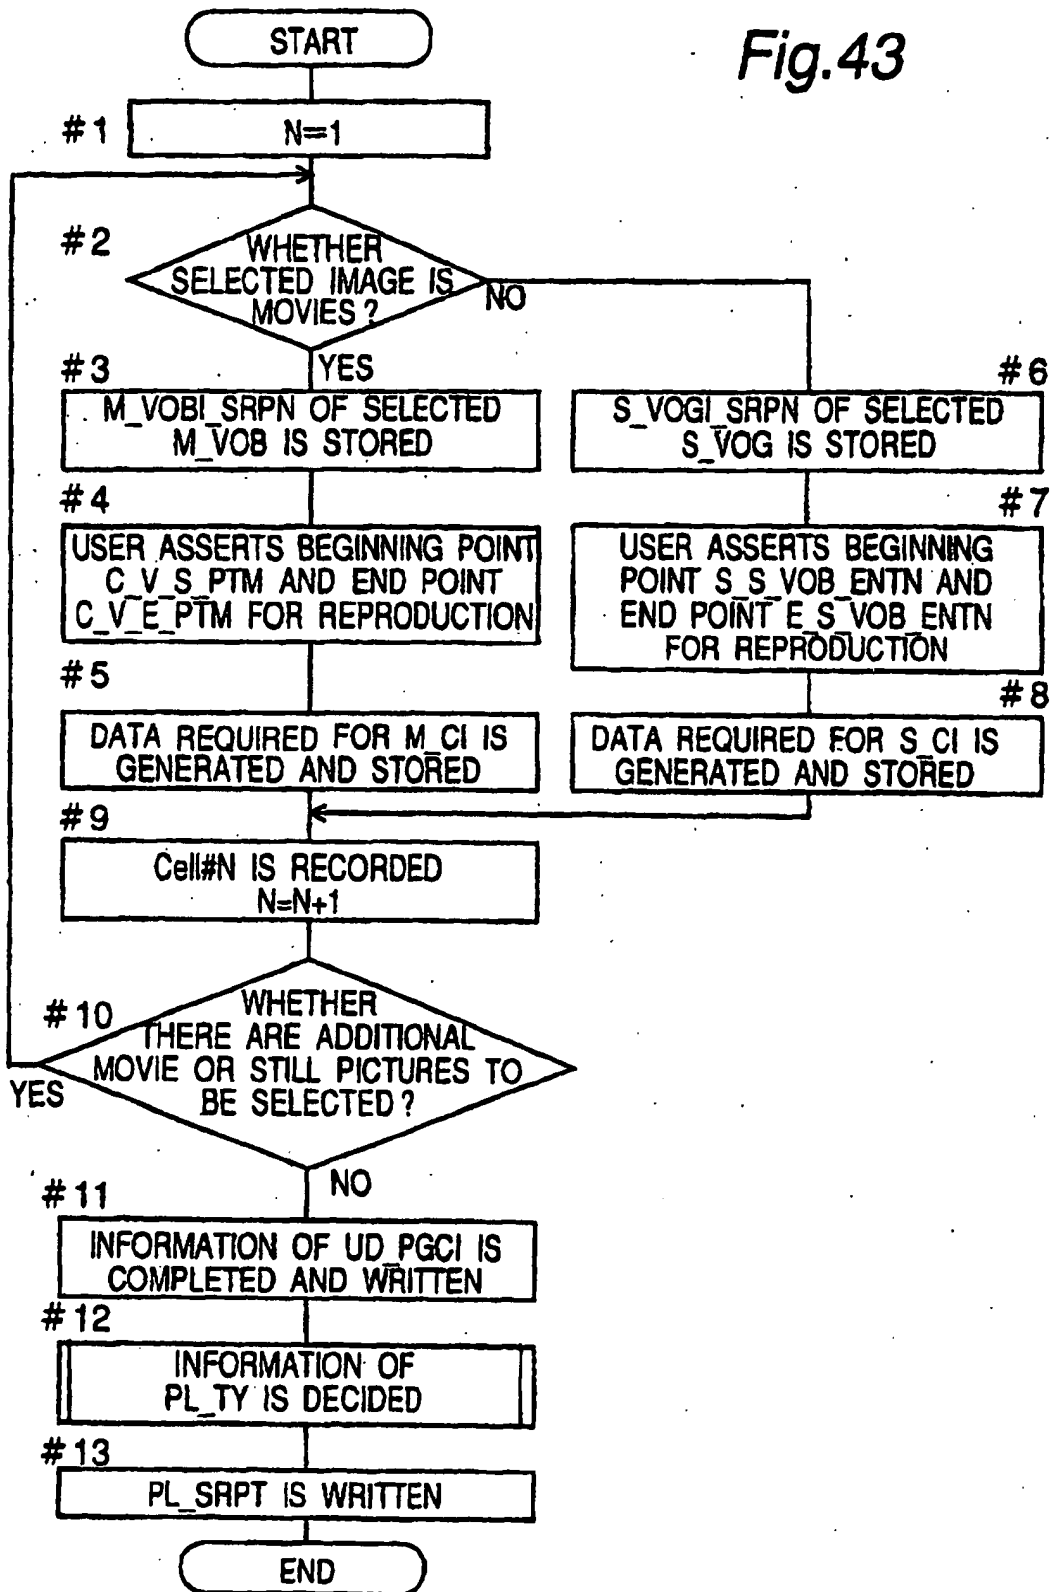 START
Fig.43
#1
N=1
#2
WHETHER
SELECTED IMAGE IS
MOVIES?
NO
YES
#3
M_VOBI_SRPN OF SELECTED
M_VOB IS STORED
#6
S_VOGI_SRPN OF SELECTED
S_VOG IS STORED
#4
USER ASSERTS BEGINNING POINT
C_V_S_PTM AND END POINT
C_V_E_PTM FOR REPRODUCTION
#7
USER ASSERTS BEGINNING
POINT S_S_VOB_ENTN AND
END POINT E_S_VOB_ENTN
FOR REPRODUCTION
#5
DATA REQUIRED FOR M_CI IS
GENERATED AND STORED
#8
DATA REQUIRED FOR S_CI IS
GENERATED AND STORED
#9
Cell#N IS RECORDED
N=N+1
#10
WHETHER
THERE ARE ADDITIONAL
MOVIE OR STILL PICTURES TO
BE SELECTED?
YES
NO
#11
INFORMATION OF UD_PGCI IS
COMPLETED AND WRITTEN
#12
INFORMATION OF
PL_TY IS DECIDED
#13
PL_SRPT IS WRITTEN
END